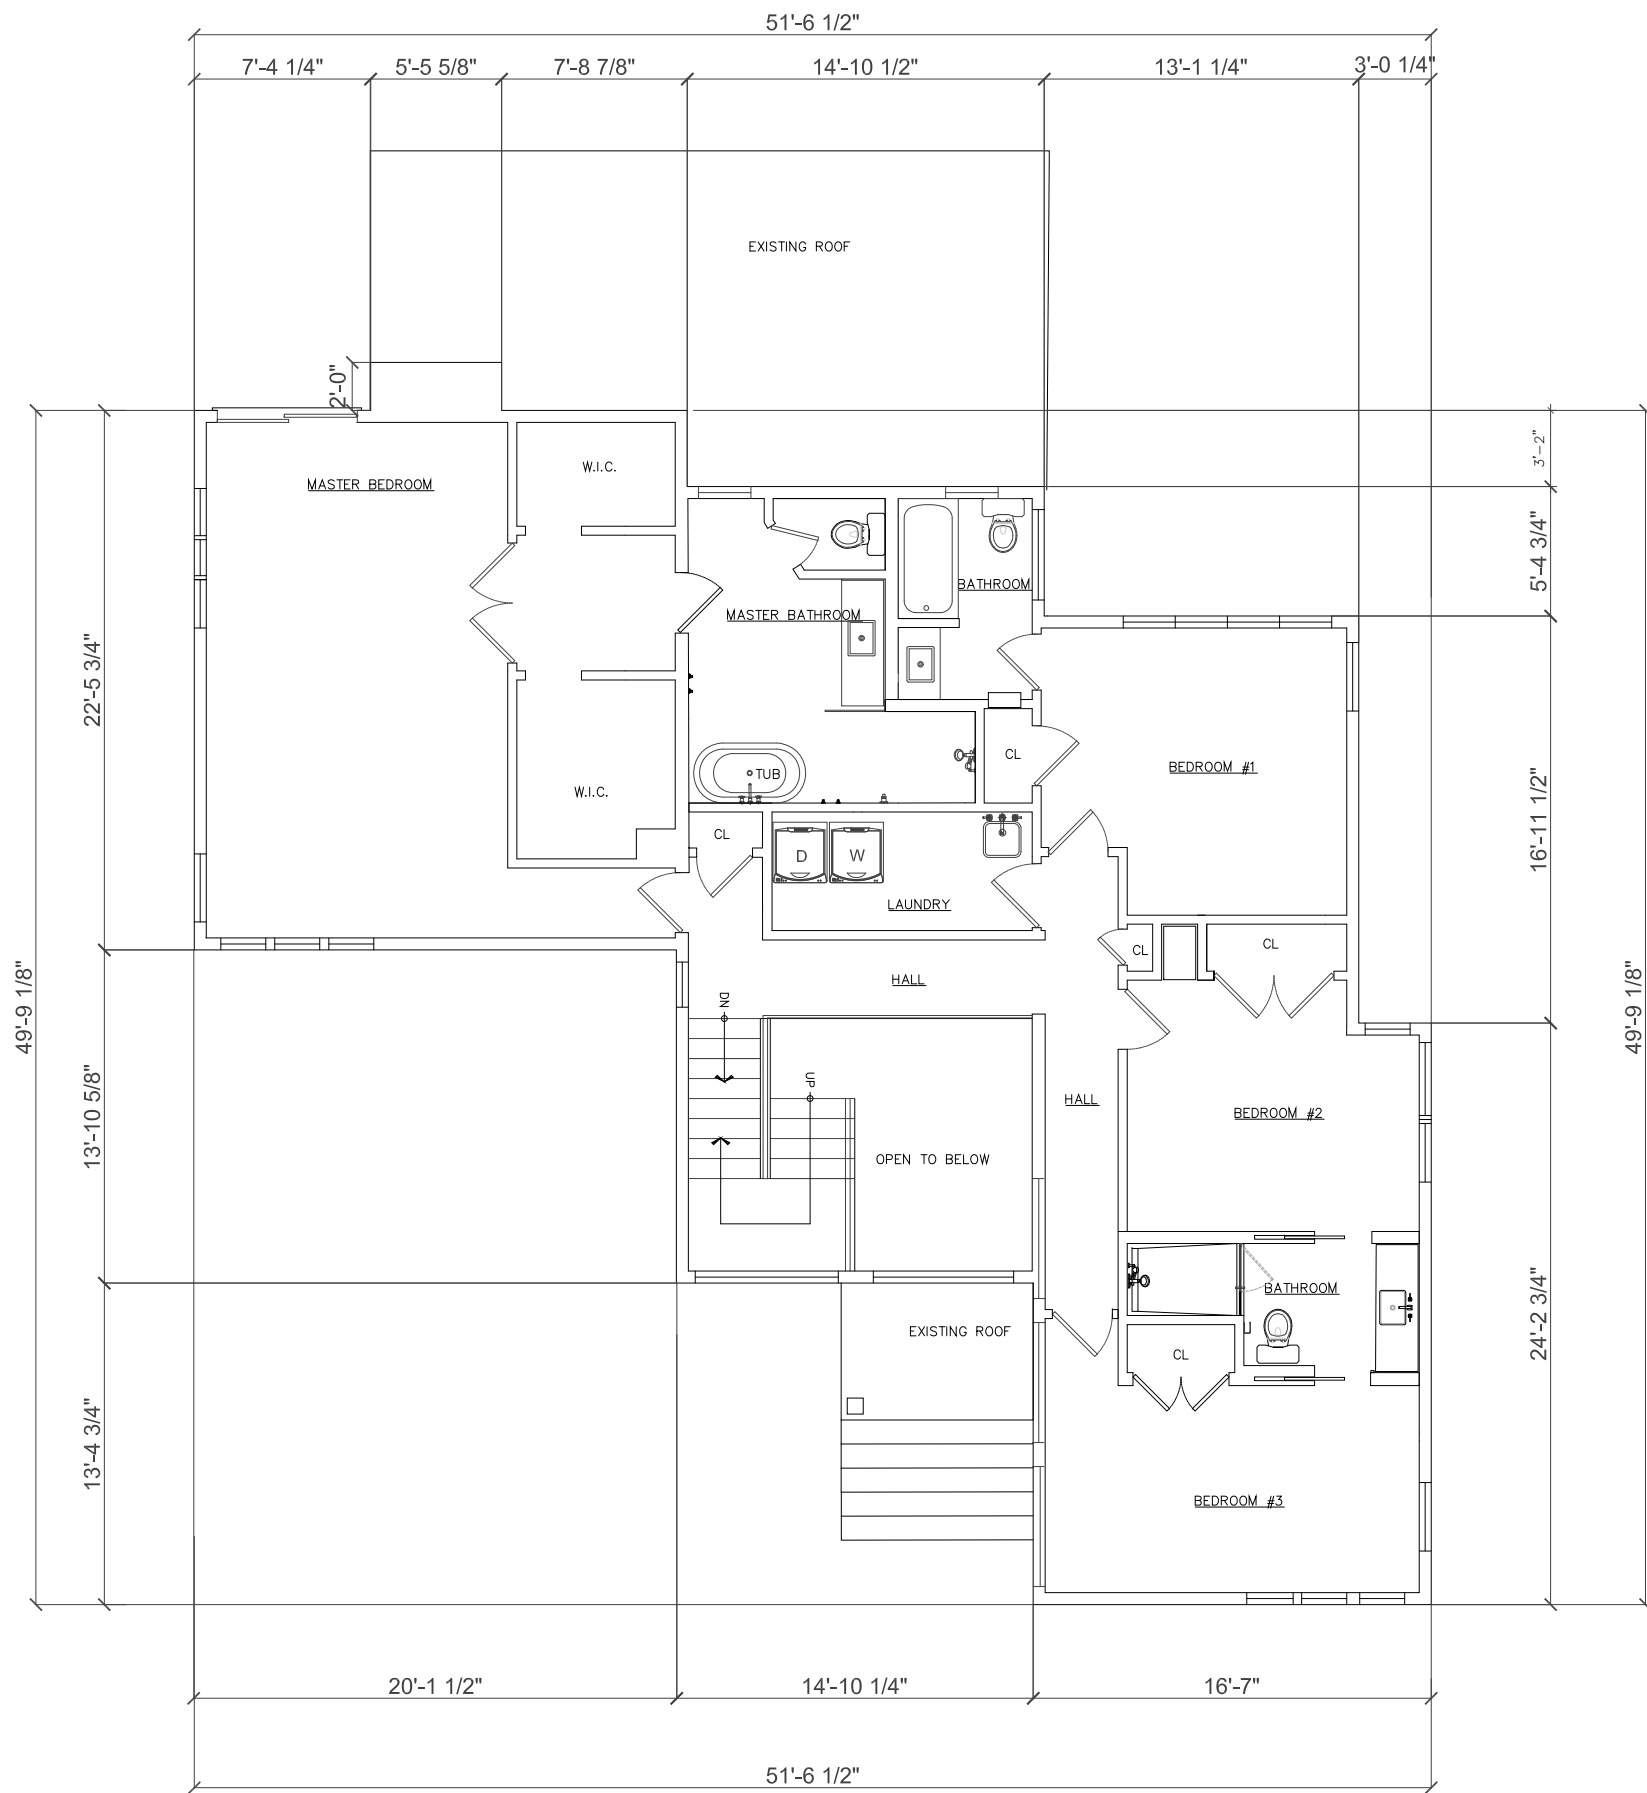 51'-6 1/2"
7'-4 1/4"
5'-5 5/8"
7'-8 7/8"
14'-10 1/2"
13'-1 1/4"
3'-0 1/4"
EXISTING ROOF
2'-0"
3'-2"
MASTER BEDROOM
W.I.C.
5'-4 3/4"
BATHROOM
MASTER BATHROOM
22'-5 3/4"
CL
BEDROOM #1
TUB
W.I.C.
CL
D
W
16'-11 1/2"
LAUNDRY
CL
CL
HALL
DN
49'-9 1/8"
49'-9 1/8"
UP
13'-10 5/8"
HALL
BEDROOM #2
OPEN TO BELOW
BATHROOM
EXISTING ROOF
24'-2 3/4"
CL
13'-4 3/4"
BEDROOM #3
20'-1 1/2"
14'-10 1/4"
16'-7"
51'-6 1/2"